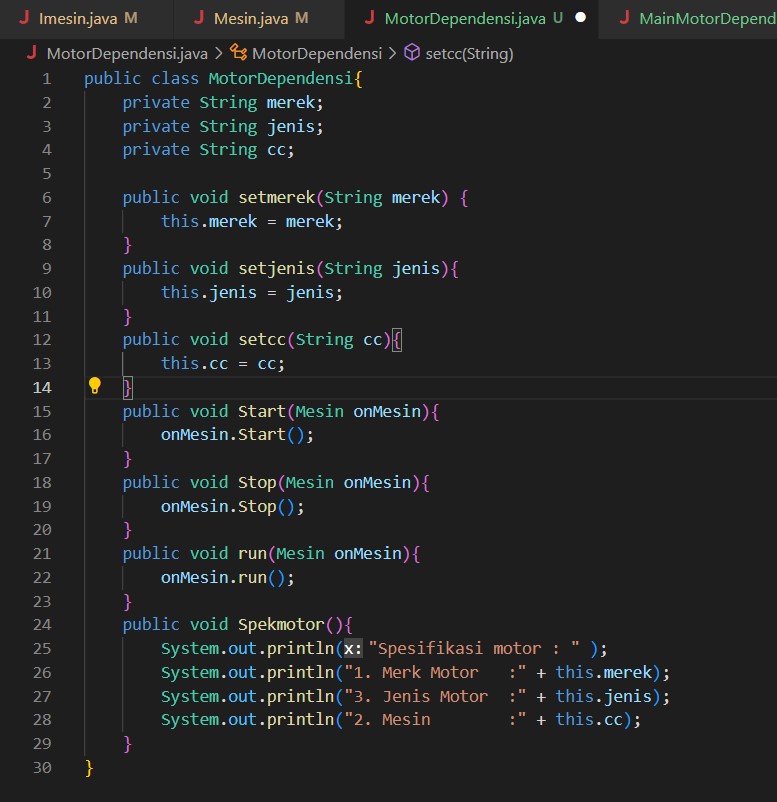 J Imesin.java M J Mesin.java M J MotorDependensi.java U ● J MainMotorDepend
J MotorDependensi.java > MotorDependensi > setcc(String)
1 public class MotorDependensi{
2     private String merek;
3     private String jenis;
4     private String cc;
5
6     public void setmerek(String merek) {
7         this.merek = merek;
8     }
9     public void setjenis(String jenis){
10         this.jenis = jenis;
11     }
12     public void setcc(String cc){
13         this.cc = cc;
14     }
15     public void Start(Mesin onMesin){
16         onMesin.Start();
17     }
18     public void Stop(Mesin onMesin){
19         onMesin.Stop();
20     }
21     public void run(Mesin onMesin){
22         onMesin.run();
23     }
24     public void Spekmotor(){
25         System.out.println(x: "Spesifikasi motor : " );
26         System.out.println("1. Merk Motor   :" + this.merek);
27         System.out.println("3. Jenis Motor  :" + this.jenis);
28         System.out.println("2. Mesin        :" + this.cc);
29     }
30 }